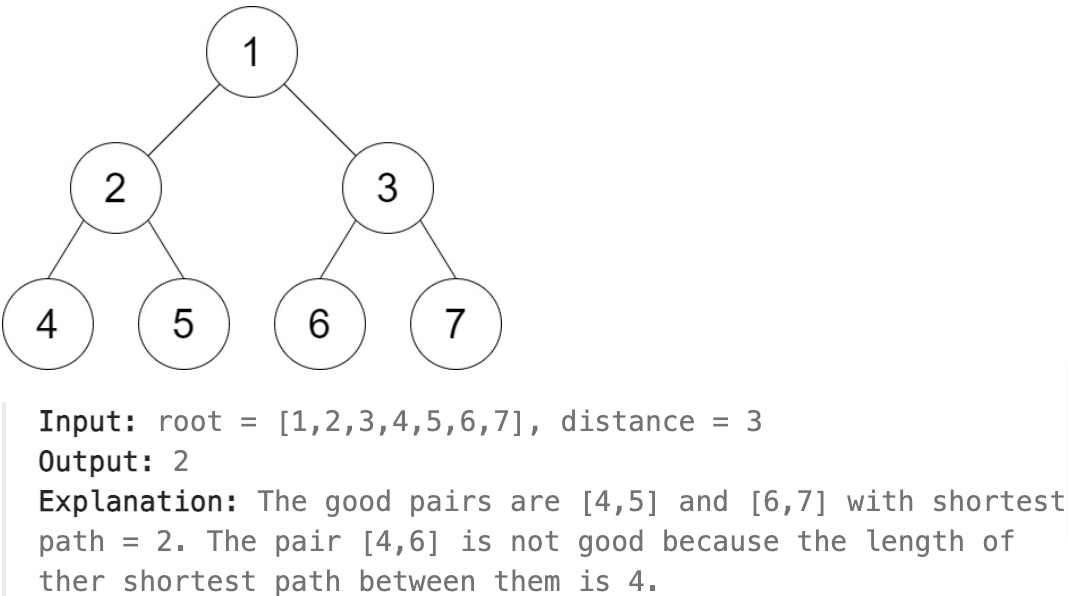 1
2 3
4 5 6 7
Input: root = [1,2,3,4,5,6,7], distance = 3
Output: 2
Explanation: The good pairs are [4,5] and [6,7] with shortest
path = 2. The pair [4,6] is not good because the length of
ther shortest path between them is 4.